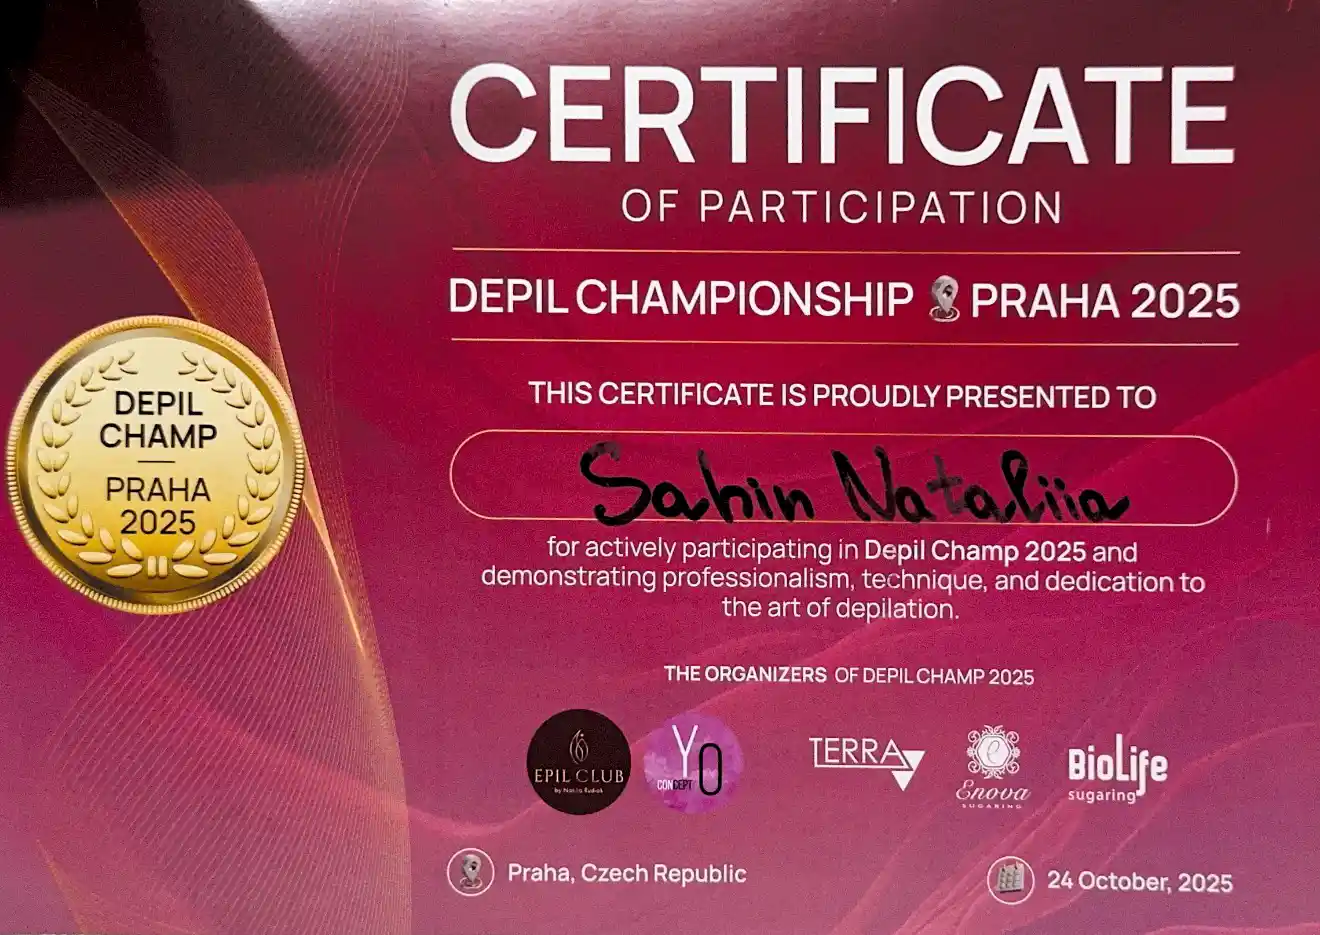 CERTIFICATE
OF PARTICIPATION
DEPIL CHAMPIONSHIP PRAHA 2025
THIS CERTIFICATE IS PROUDLY PRESENTED TO
Sahin Nataliia
for actively participating in Depil Champ 2025 and
demonstrating professionalism, technique, and dedication to
the art of depilation.
DEPIL
CHAMP
PRAHA
2025
THE ORGANIZERS OF DEPIL CHAMP 2025
EPIL CLUB
YO
CONCEPT
TERRA
Enova
SUGARING
BioLife
sugaring
Praha, Czech Republic
24 October, 2025